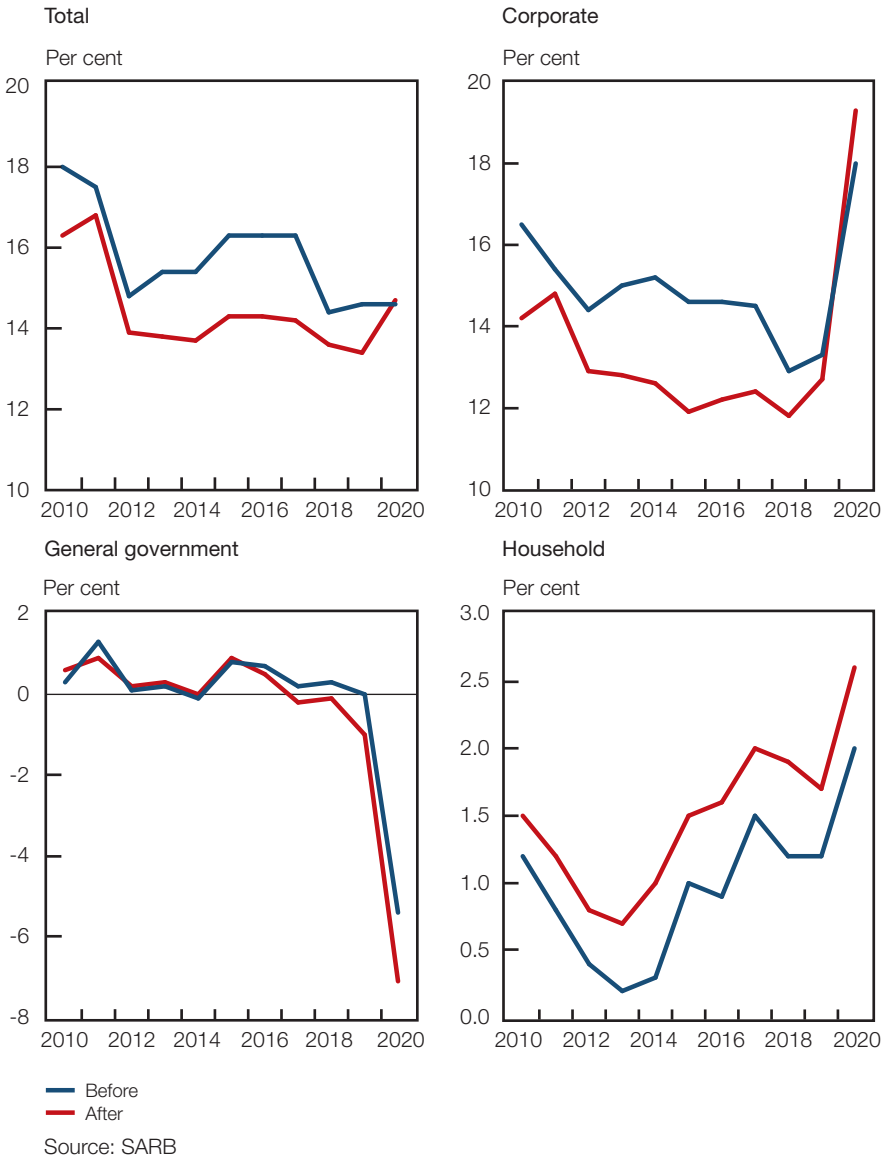 Total
Per cent
20
18
16
14
12
10
2010 2012 2014 2016 2018 2020
Corporate
Per cent
20
18
16
14
12
10
2010 2012 2014 2016 2018 2020
General government
Per cent
2
0
-2
-4
-6
-8
2010 2012 2014 2016 2018 2020
Household
Per cent
3.0
2.5
2.0
1.5
1.0
0.5
0.0
2010 2012 2014 2016 2018 2020
Before
After
Source: SARB